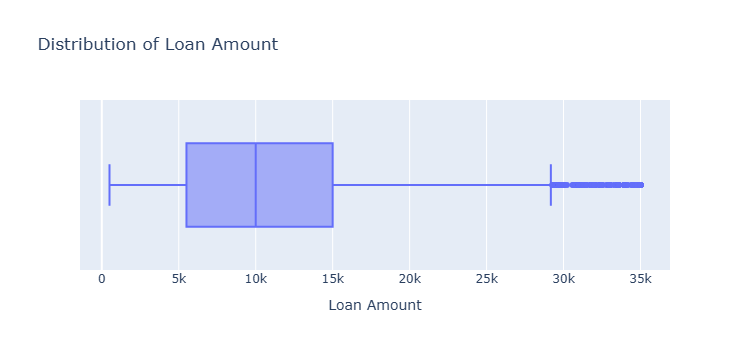 Distribution of Loan Amount
0 5k 10k 15k 20k 25k 30k 35k
Loan Amount